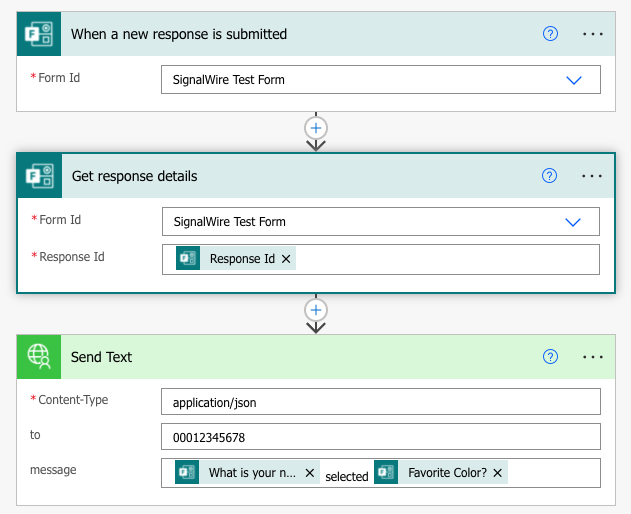 When a new response is submitted
* Form Id SignalWire Test Form
Get response details
* Form Id SignalWire Test Form
* Response Id Response Id ×
Send Text
* Content-Type application/json
to 00012345678
message What is your n... × selected Favorite Color? ×